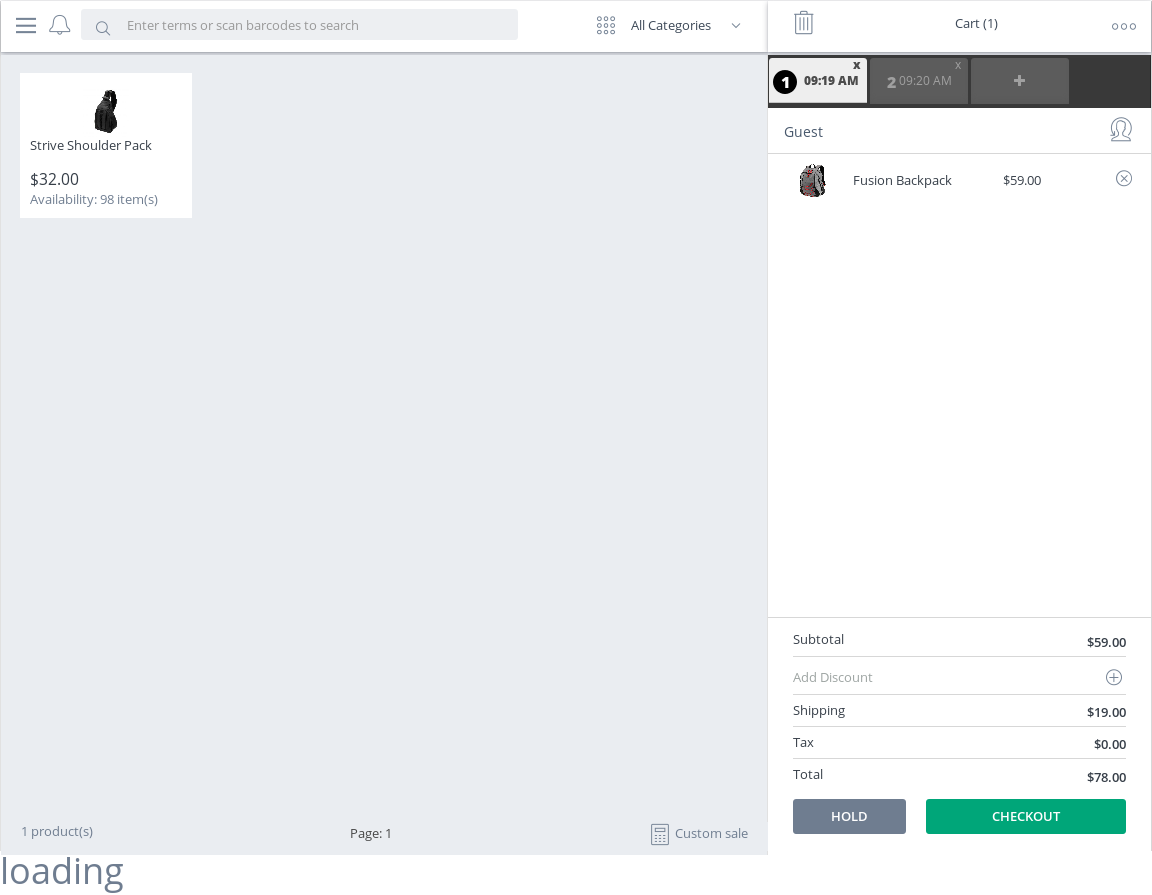 Enter terms or scan barcodes to search
All Categories
Cart (1)
1 09:19 AM x
2 09:20 AM x
+
Guest
Strive Shoulder Pack
$32.00
Availability: 98 item(s)
Fusion Backpack $59.00
Subtotal $59.00
Add Discount
Shipping $19.00
Tax $0.00
Total $78.00
HOLD CHECKOUT
1 product(s) Page: 1 Custom sale
loading